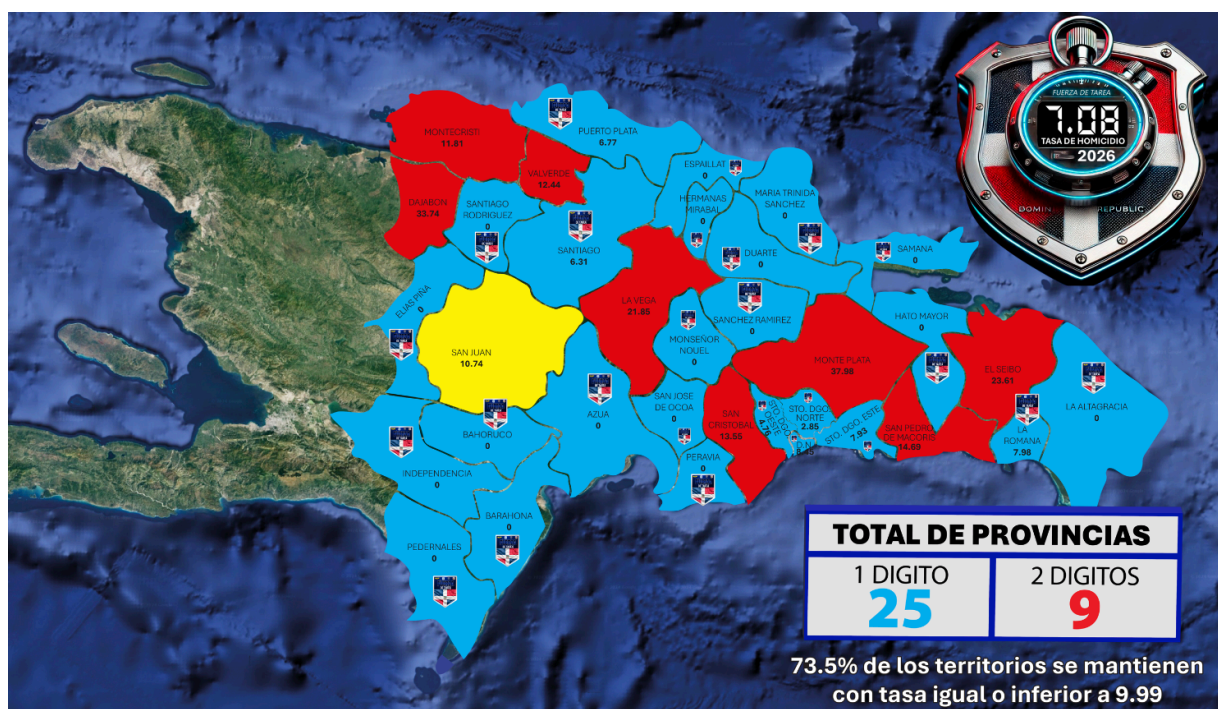 FUERZA DE TAREA
7.08
TASA DE HOMICIDIO
2026
DOMIN
REPUBLIC
MONTECRISTI
11.81
PUERTO PLATA
6.77
VALVERDE
12.44
ESPAILLAT
0
DAJABON
33.74
SANTIAGO
RODRIGUEZ
0
HERMANAS
MIRABAL
0
MARIA TRINIDA
SANCHEZ
0
SANTIAGO
6.31
DUARTE
0
SAMANA
0
ELIAS PIÑA
0
LA VEGA
21.85
SANCHEZ RAMIREZ
0
HATO MAYOR
0
SAN JUAN
10.74
MONSEÑOR
NOUEL
0
MONTE PLATA
37.98
EL SEIBO
23.61
LA ALTAGRACIA
0
AZUA
0
SAN JOSE
DE OCOA
0
SAN
CRISTOBAL
13.55
STO. DGO.
OESTE
4.79
STO. DGO.
NORTE
2.85
STO. DGO. ESTE
7.93
D.N.
SAN PEDRO
DE MACORIS
14.69
LA
ROMANA
7.98
BAHORUCO
0
PERAVIA
0
INDEPENDENCIA
0
BARAHONA
0
PEDERNALES
0
TOTAL DE PROVINCIAS
1 DIGITO
25
2 DIGITOS
9
73.5% de los territorios se mantienen
con tasa igual o inferior a 9.99